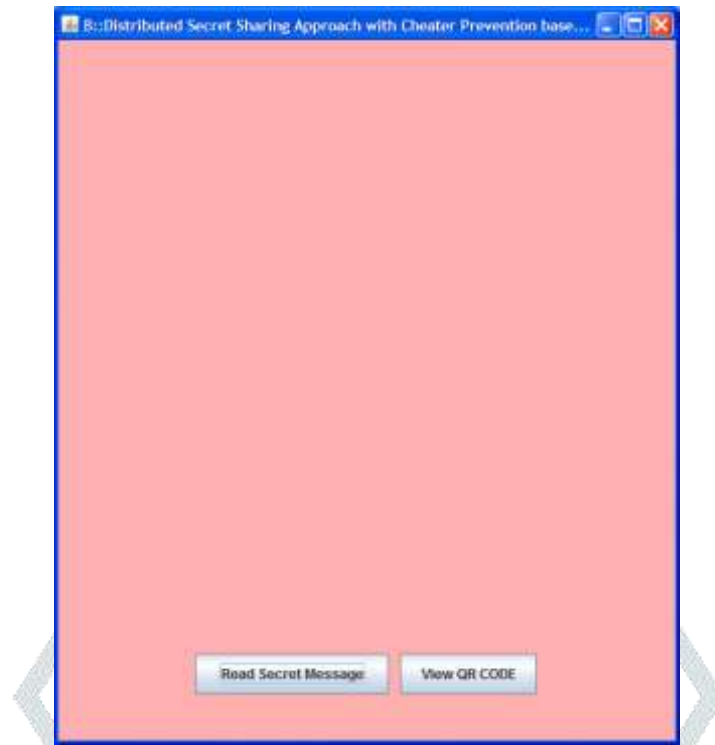 B::Distributed Secret Sharing Approach with Cheater Prevention base...
Read Secret Message
View QR CODE